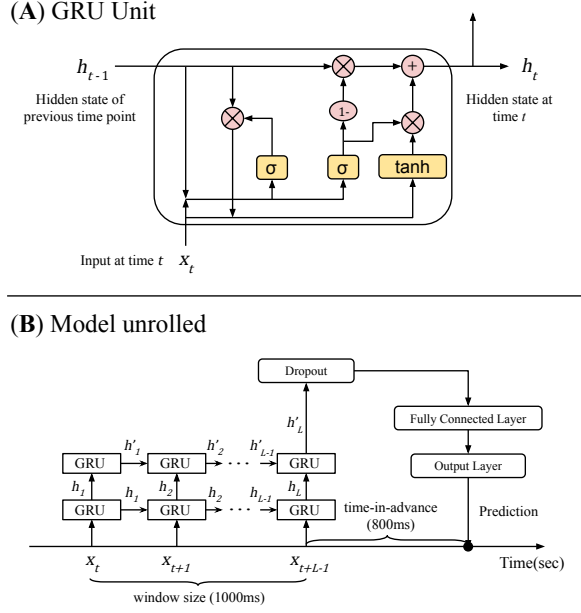 (A) GRU Unit
h_{t-1}
Hidden state of
previous time point
1-
σ
σ
tanh
h_t
Hidden state at
time t
Input at time t
x_t
(B) Model unrolled
Dropout
Fully Connected Layer
Output Layer
h'_L
h'_1 h'_2 · · · h'_{L-1}
GRU GRU GRU
h_1 h_1 h_2 h_2 · · · h_{L-1} h_L
GRU GRU GRU
time-in-advance
(800ms)
Prediction
x_t x_{t+1} x_{t+L-1}
Time(sec)
window size (1000ms)